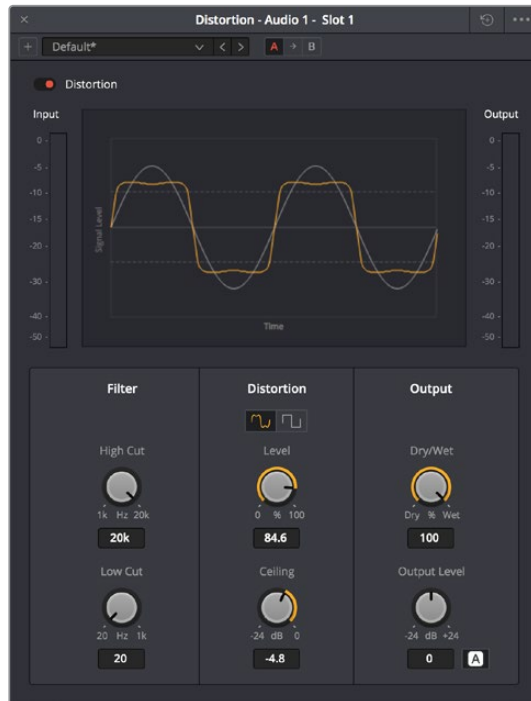 Distortion - Audio 1 - Slot 1
Default*
A
B
Distortion
Input
Output
0 -
-5 -
-10 -
-15 -
-20 -
-30 -
-40 -
-50 -
Signal Level
Time
0 -
-5 -
-10 -
-15 -
-20 -
-30 -
-40 -
-50 -
Filter
Distortion
Output
High Cut
Level
Dry/Wet
1k Hz 20k
0 % 100
Dry % Wet
20k
84.6
100
Low Cut
Ceiling
Output Level
20 Hz 1k
-24 dB 0
-24 dB +24
20
-4.8
0
A